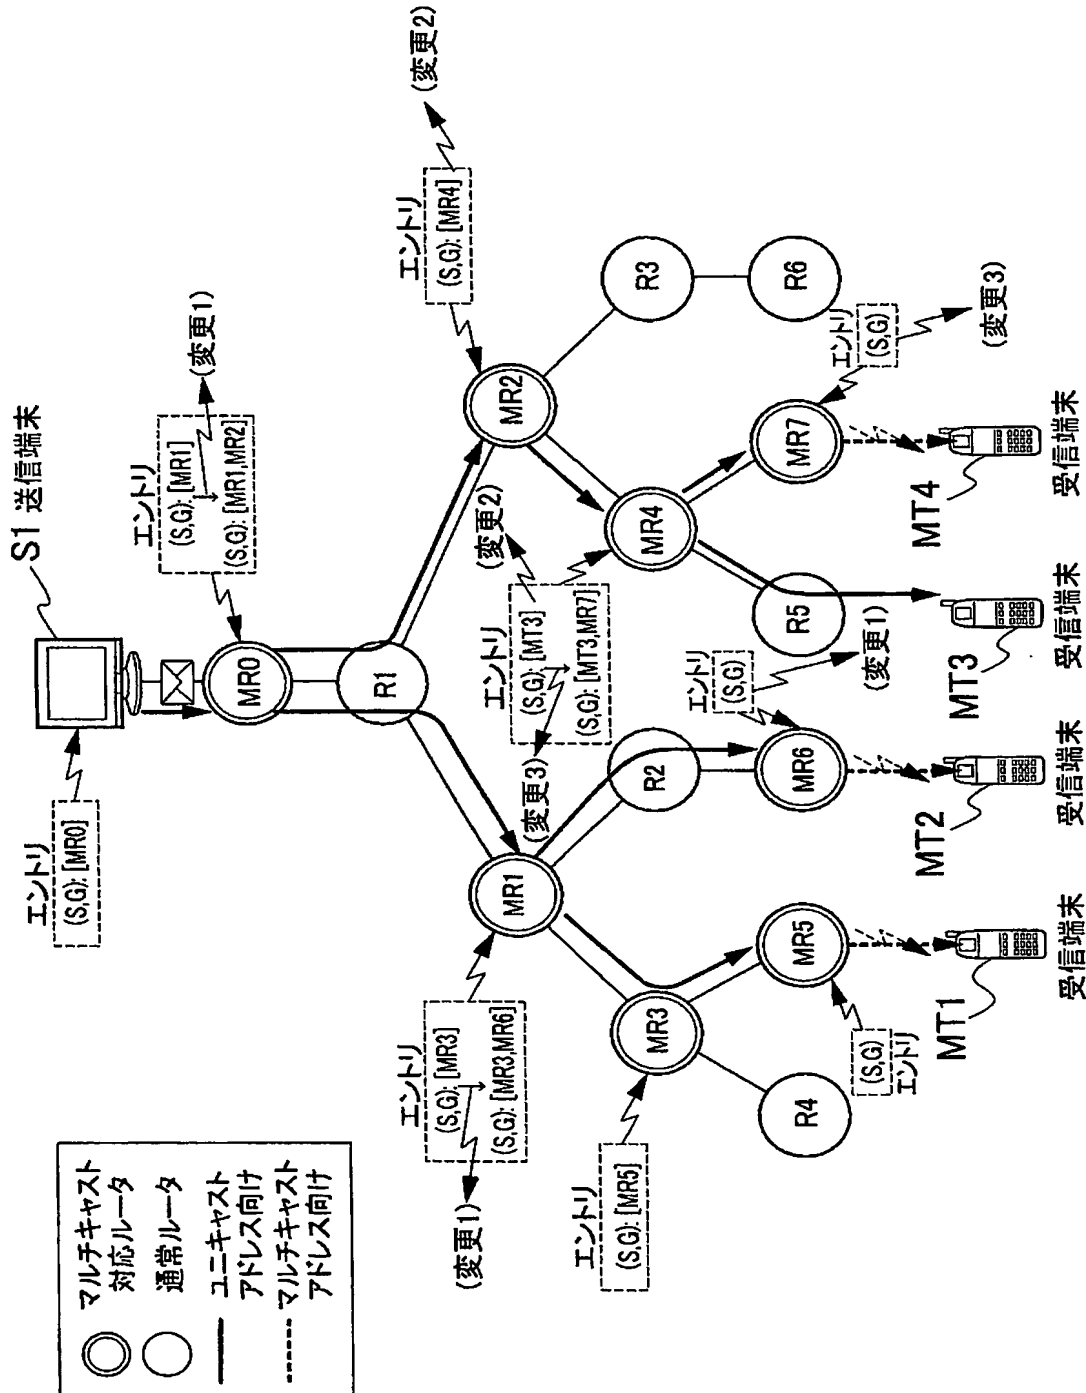 マルチキャスト
対応ルータ
通常ルータ
ユニキャスト
アドレス向け
マルチキャスト
アドレス向け
S1 送信端末
エントリ
(S,G): [MR0]
エントリ
(S,G): [MR1]
(S,G): [MR1,MR2]
(変更1)
MR0
R1
エントリ
(S,G): [MR4]
(変更2)
MR2
エントリ
(S,G): [MR3]
(S,G): [MR3,MR6]
(変更1)
MR1
エントリ
(S,G): [MT3]
(S,G): [MT3,MR7]
(変更2)
(変更3)
MR4
R3
R6
R2
エントリ
(S,G): [MR5]
MR3
R4
MR5
(S,G)
エントリ
MR6
エントリ
(S,G)
(変更1)
R5
MR7
エントリ
(S,G)
(変更3)
MT1
受信端末
MT2
受信端末
MT3
受信端末
MT4
受信端末